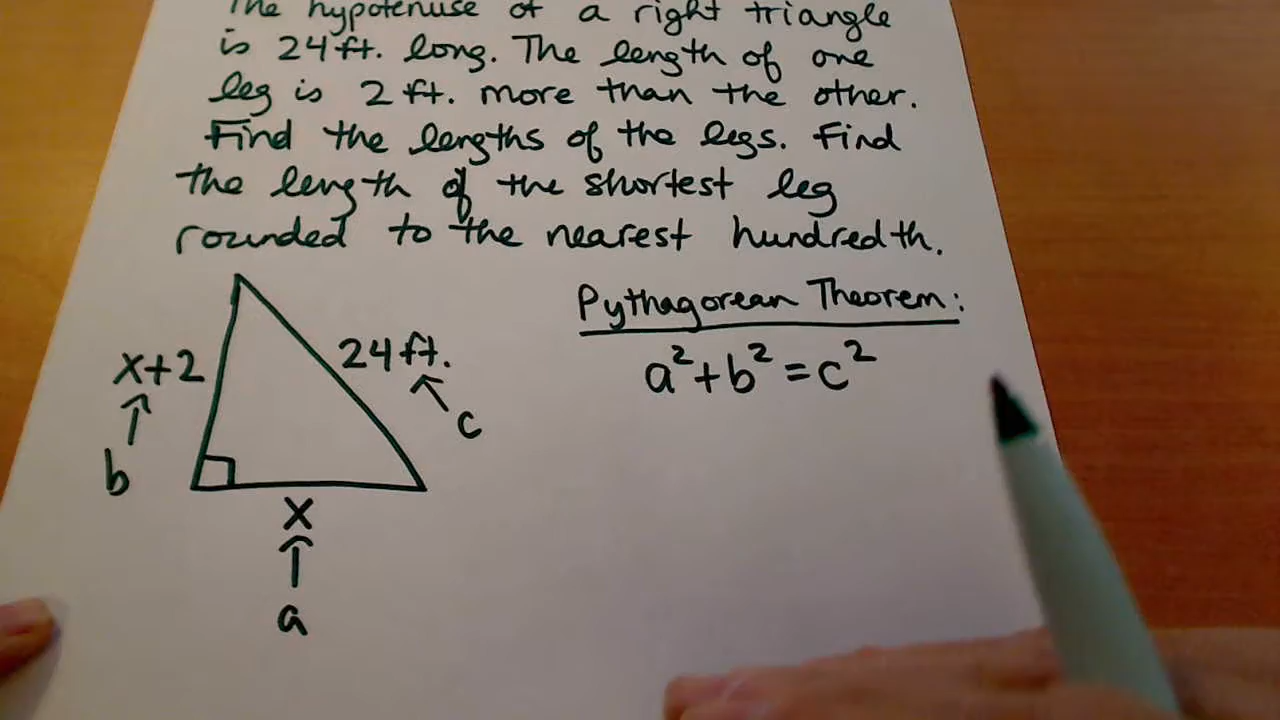 The hypotenuse of a right triangle
is 24 ft. long. The length of one
leg is 2 ft. more than the other.
Find the lengths of the legs. Find
the length of the shortest leg
rounded to the nearest hundredth.
Pythagorean Theorem:
a²+b²=c²
x+2
24 ft.
b
c
x
a